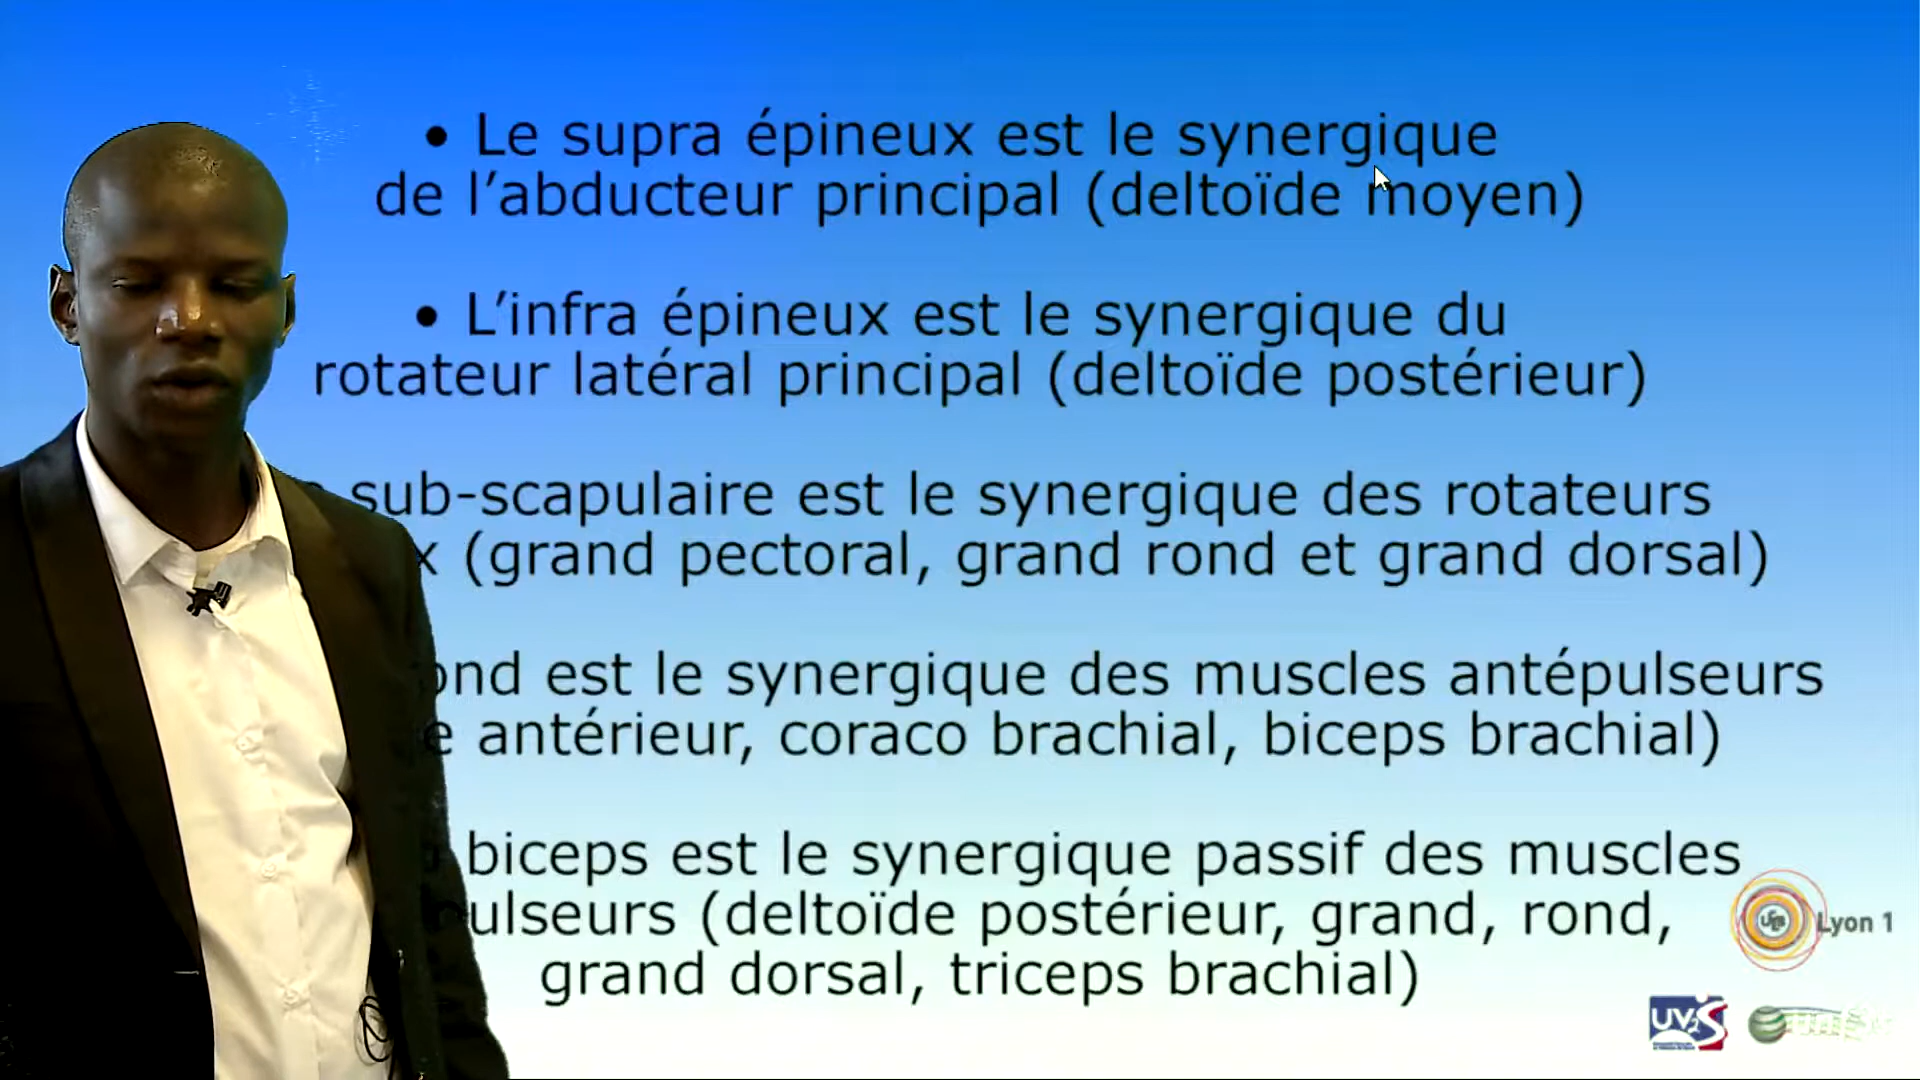 • Le supra épineux est le synergique
de l’abducteur principal (deltoïde moyen)
• L’infra épineux est le synergique du
rotateur latéral principal (deltoïde postérieur)
sub-scapulaire est le synergique des rotateurs
(grand pectoral, grand rond et grand dorsal)
est le synergique des muscles antépulseurs
antérieur, coraco brachial, biceps brachial)
biceps est le synergique passif des muscles
(deltoïde postérieur, grand, rond,
grand dorsal, triceps brachial)
Lyon 1
UV2S